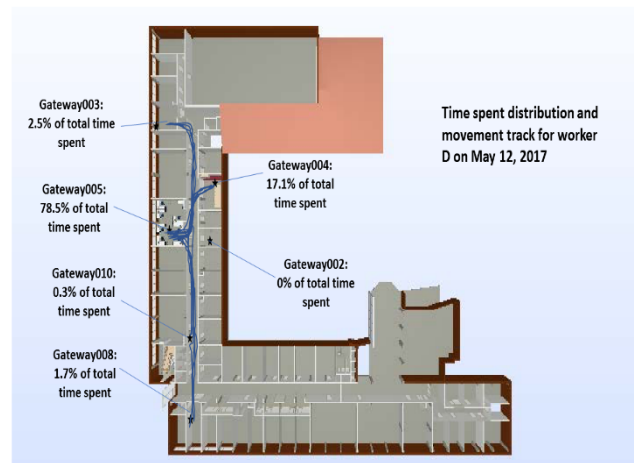 Gateway003:
2.5% of total time
spent
Time spent distribution and
movement track for worker
D on May 12, 2017
Gateway004:
17.1% of total
time spent
Gateway005:
78.5% of total
time spent
Gateway002:
0% of total time
spent
Gateway010:
0.3% of total
time spent
Gateway008:
1.7% of total
time spent